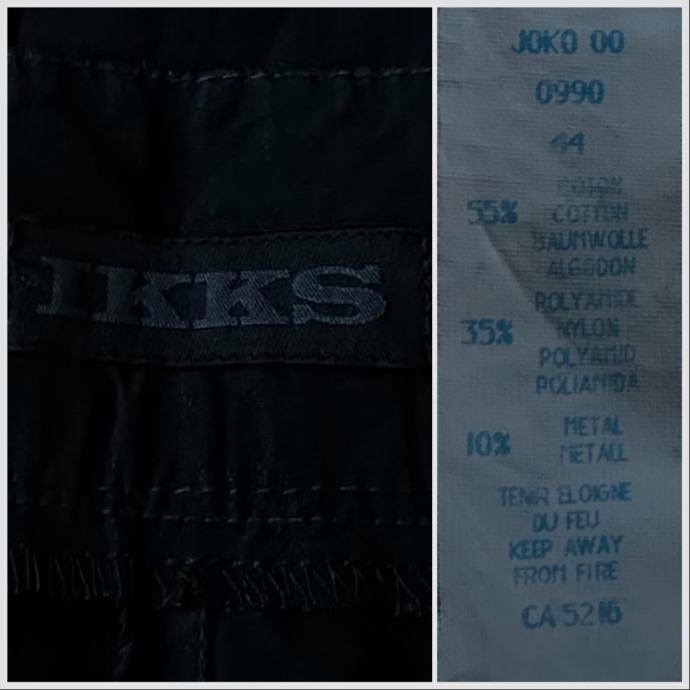 IKKS
JOKO 00
0990
44
COTON
55% COTTON
BAUMWOLLE
ALGODON
POLYAMIDE
35% NYLON
POLYAMID
POLIAMIDA
METAL
10% METALL
TENIR ELOIGNE
DU FEU
KEEP AWAY
FROM FIRE
CA 5216